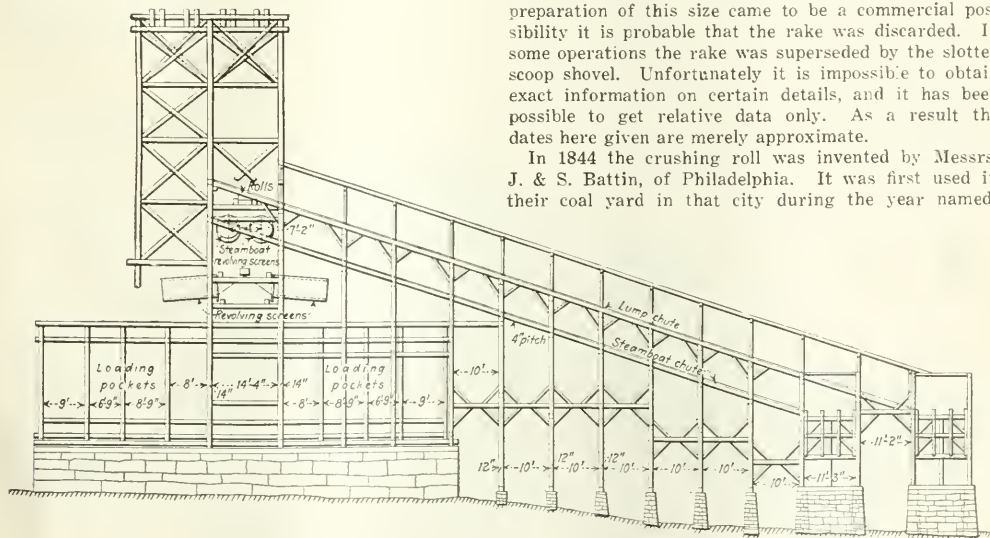 preparation of this size came to be a commercial pos-
sibility it is probable that the rake was discarded. I
some operations the rake was superseded by the slotte
scoop shovel. Unfortunately it is impossible to obtai
exact information on certain details, and it has bee
possible to get relative data only. As a result th
dates here given are merely approximate.
In 1844 the crushing roll was invented by Messrs
J. & S. Battin, of Philadelphia. It was first used i
their coal yard in that city during the year named
Rolls
7'-2"
Steamboat
revolving screens
Revolving screens
Lump chute
4" pitch
Steamboat chute
Loading
pockets
Loading
pockets
9' 6'9" 8'-9" 8' 14" 14'-4" 14" 8' 8'-9" 6'-9" 9'
10'
12" 10' 12" 10' 12" 10' 10' 10' 10' 11'-3" 11'-2"